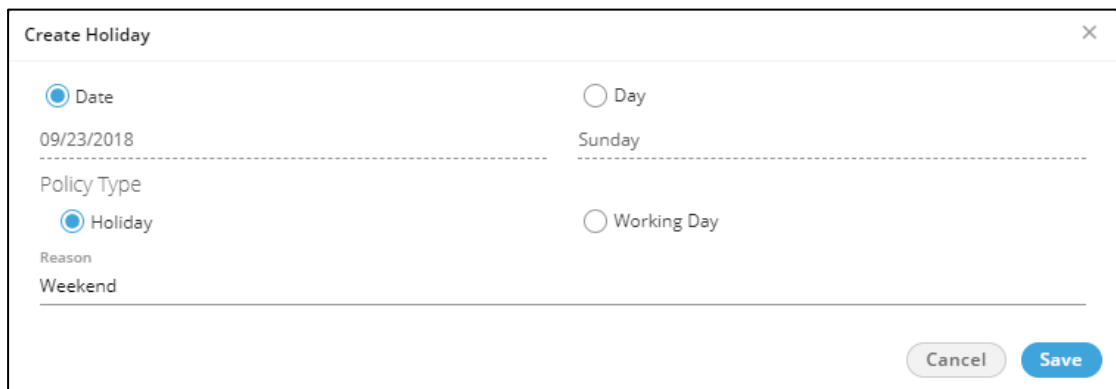 Create Holiday
Date
Day
09/23/2018
Sunday
Policy Type
Holiday
Working Day
Reason
Weekend
Cancel
Save